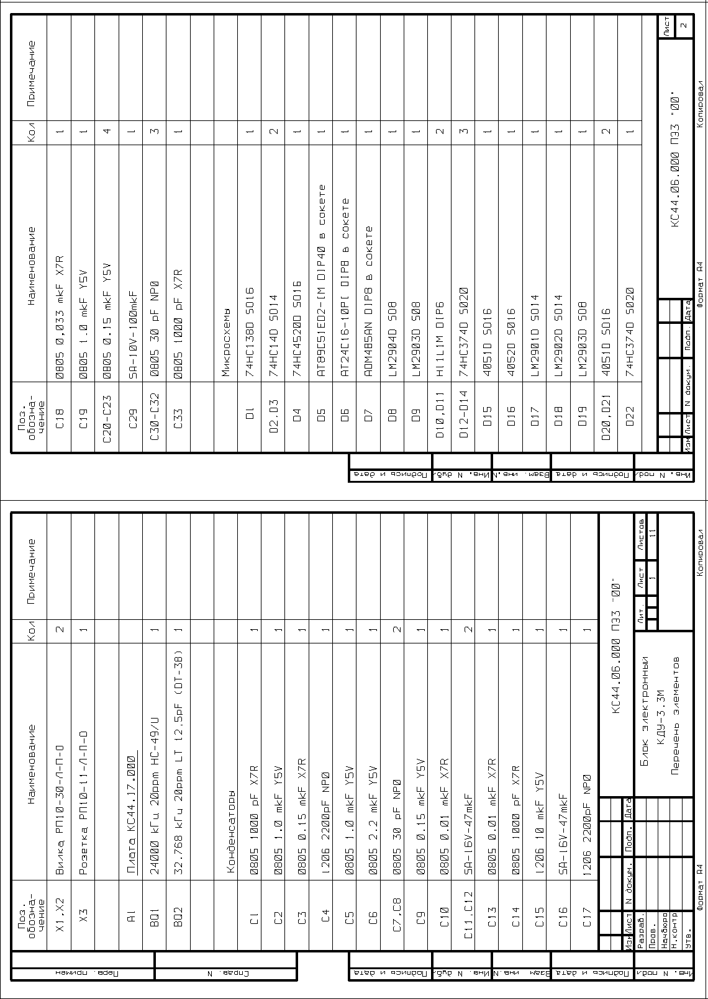 Поз. обозна- чение Наименование Кол Примечание
X1,X2 Вилка РП10-30-Л-П-О 2
X3 Розетка РП10-11-Л-П-О 1
A1 Плата КС44.17.000
BQ1 24000 кГц 20ppm HC-49/U 1
BQ2 32.768 кГц 20ppm LT 12,5pF (DT-38) 1
Конденсаторы
C1 0805 1000 pF X7R 1
C2 0805 1.0 mkF Y5V 1
C3 0805 0.15 mkF X7R 1
C4 1206 2200pF NP0 1
C5 0805 1.0 mkF Y5V 1
C6 0805 2.2 mkF Y5V 1
C7,C8 0805 30 pF NP0 2
C9 0805 0.15 mkF Y5V 1
C10 0805 0.01 mkF X7R 1
C11,C12 SA-16V-47mkF 2
C13 0805 0.01 mkF X7R 1
C14 0805 1000 pF X7R 1
C15 1206 10 mkF Y5V 1
C16 SA-16V-47mkF 1
C17 1206 2200pF NP0 1
КС44.06.000 ПЭ3 "00"
Изм Лист N докум. Подп. Дата
Разраб.
Пров.
Начбюро
Н.контр
Утв.
Блок электронный
КДУ-3.3М
Перечень элементов
Лит. Лист Листов
1 11
Перв. примен
Справ. N
Подпись и дата
Инв. N дубл
Взам инв. N
Подпись и дата
Инв. N подл
Формат А4 Копировал
Поз. обозна- чение Наименование Кол Примечание
C18 0805 0,033 mkF X7R 1
C19 0805 1.0 mkF Y5V 1
C20-C23 0805 0.15 mkF Y5V 4
C29 SA-10V-100mkF 1
C30-C32 0805 30 pF NP0 3
C33 0805 1000 pF X7R 1
Микросхемы
D1 74HC138D SO16 1
D2,D3 74HC14D SO14 2
D4 74HC4520D SO16 1
D5 AT89C51ED2-IM DIP40 в сокете 1
D6 AT24C16-10PI DIP8 в сокете 1
D7 ADM485AN DIP8 в сокете 1
D8 LM2904D SO8 1
D9 LM2903D SO8 1
D10,D11 H11L1M DIP6 2
D12-D14 74HC374D SO20 3
D15 4051D SO16 1
D16 4052D SO16 1
D17 LM2901D SO14 1
D18 LM2902D SO14 1
D19 LM2903D SO8 1
D20,D21 4051D SO16 2
D22 74HC374D SO20 1
Изм Лист N докум. Подп. Дата
КС44.06.000 ПЭ3 "00"
Лист
2
Подпись и дата
Инв. N дубл
Взам. инв. N
Подпись и дата
Инв. N подл
Формат А4 Копировал